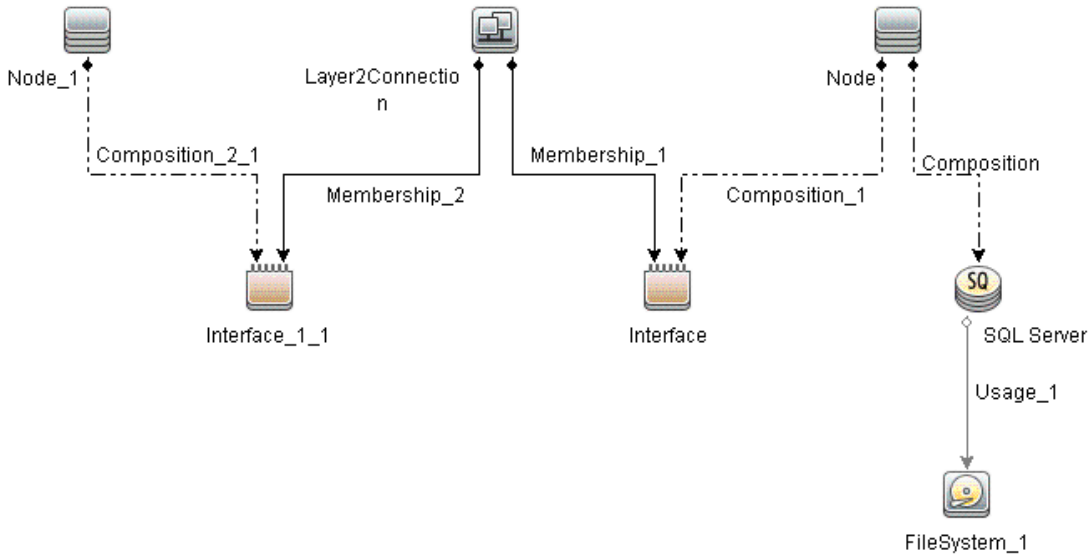 Node_1
Layer2Connectio
n
Node
Composition_2_1
Membership_1
Composition
Membership_2
Composition_1
SQ
Interface_1_1
Interface
SQL Server
Usage_1
FileSystem_1